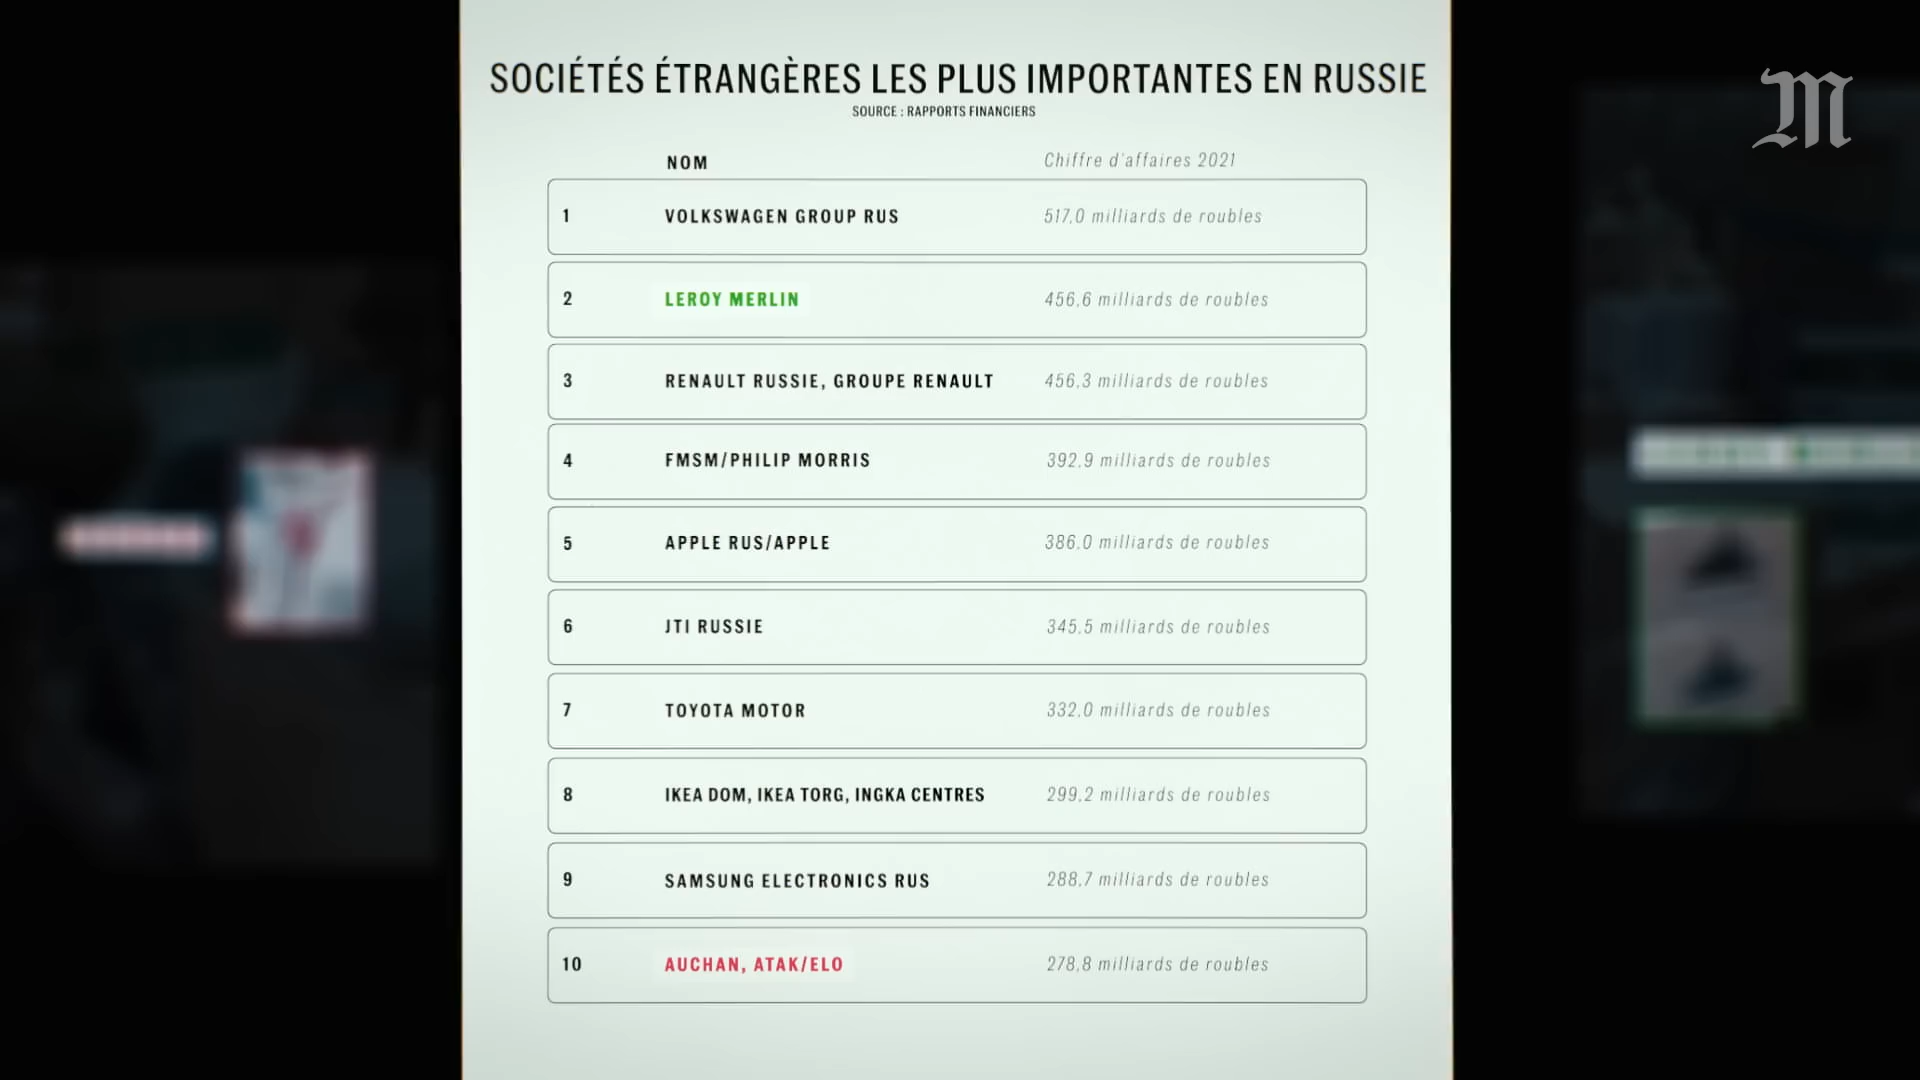 SOCIÉTÉS ÉTRANGÈRES LES PLUS IMPORTANTES EN RUSSIE
SOURCE : RAPPORTS FINANCIERS
NOM Chiffre d'affaires 2021
1 VOLKSWAGEN GROUP RUS 517,0 milliards de roubles
2 LEROY MERLIN 456,6 milliards de roubles
3 RENAULT RUSSIE, GROUPE RENAULT 456,3 milliards de roubles
4 FMSM/PHILIP MORRIS 392,9 milliards de roubles
5 APPLE RUS/APPLE 386,0 milliards de roubles
6 JTI RUSSIE 345,5 milliards de roubles
7 TOYOTA MOTOR 332,0 milliards de roubles
8 IKEA DOM, IKEA TORG, INGKA CENTRES 299,2 milliards de roubles
9 SAMSUNG ELECTRONICS RUS 288,7 milliards de roubles
10 AUCHAN, ATAK/ELO 278,8 milliards de roubles
M